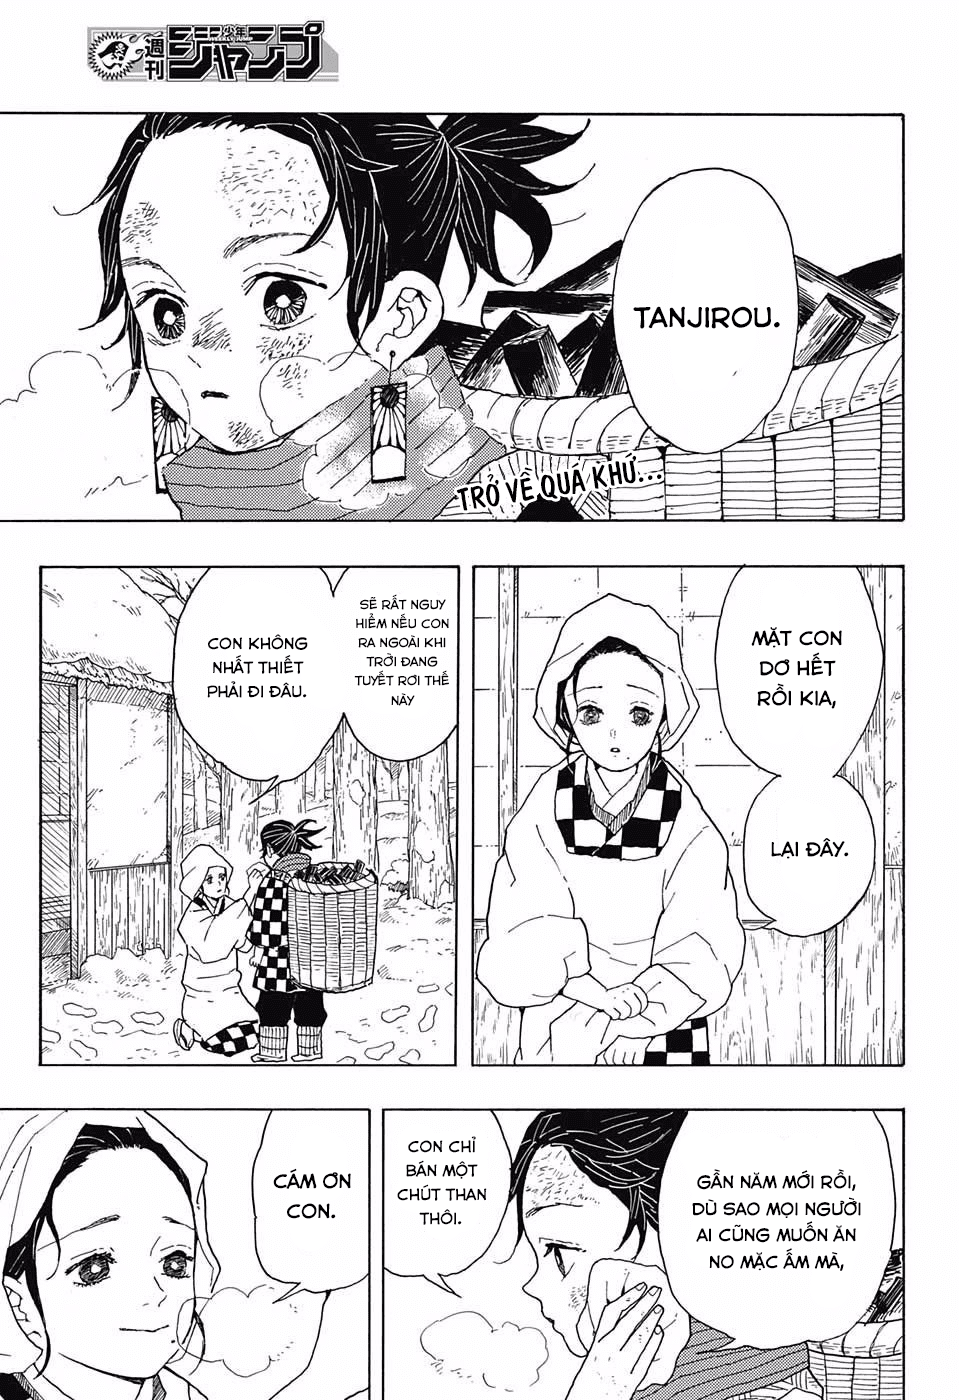 週刊
少年
WEEKLY JUMP
ジャンプ
TANJIROU.
TRỞ VỀ QUÁ KHỨ...
MẶT CON
DƠ HẾT
RỒI KIA,
LẠI ĐÂY.
SẼ RẤT NGUY
HIỂM NẾU CON
RA NGOÀI KHI
TRỜI ĐANG
TUYẾT RƠI THẾ
NÀY
CON KHÔNG
NHẤT THIẾT
PHẢI ĐI ĐÂU.
GẦN NĂM MỚI RỒI,
DÙ SAO MỌI NGƯỜI
AI CŨNG MUỐN ĂN
NO MẶC ẤM MÀ,
CON CHỈ
BÁN MỘT
CHÚT THAN
THÔI.
CÁM ƠN
CON.